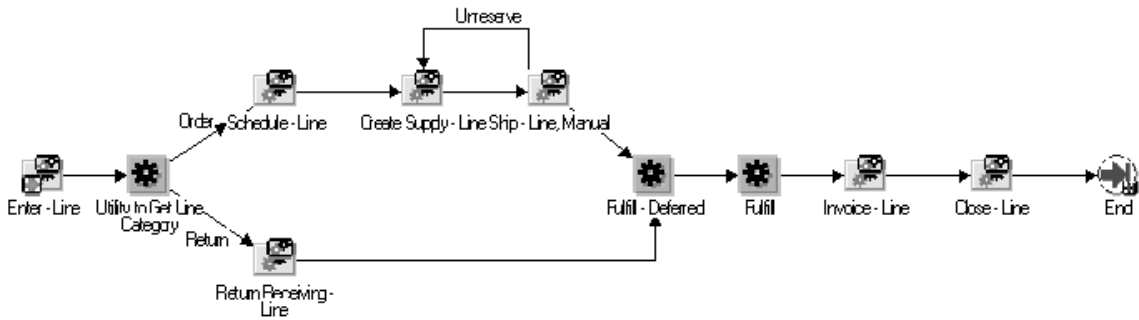 Unreserve
Order
Schedule - Line
Create Supply - Line
Ship - Line, Manual
Enter - Line
Utility to Get Line
Category
Return
Fulfill - Deferred
Fulfill
Invoice - Line
Close - Line
End
Return Receiving -
Line